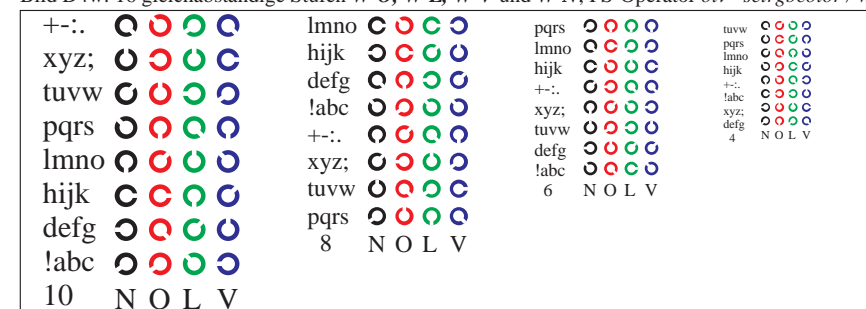 +-:.
xyz;
tuvw
pqrs
lmno
hijk
defg
!abc
10 N O L V
lmno
hijk
defg
!abc
+-:.
xyz;
tuvw
pqrs
8 N O L V
pqrs
lmno
hijk
+-:.
xyz;
tuvw
defg
!abc
6 N O L V
tuvw
pqrs
lmno
hijk
+-:.
!abc
xyz;
defg
4 N O L V